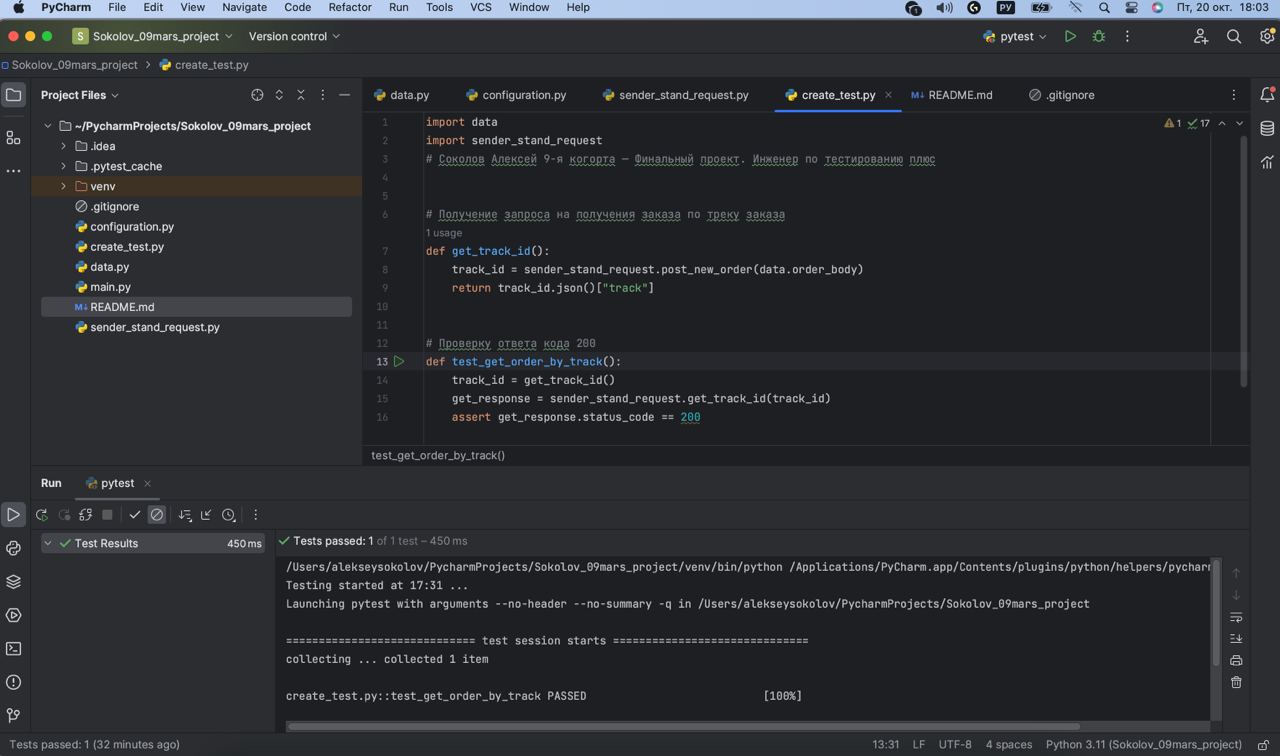 PyCharm File Edit View Navigate Code Refactor Run Tools VCS Window Help 1 РУ Пт, 20 окт. 18:03
S Sokolov_09mars_project Version control pytest
Sokolov_09mars_project > create_test.py
Project Files
data.py configuration.py sender_stand_request.py create_test.py × README.md .gitignore
~/PycharmProjects/Sokolov_09mars_project
.idea
.pytest_cache
venv
.gitignore
configuration.py
create_test.py
data.py
main.py
README.md
sender_stand_request.py
1 import data
2 import sender_stand_request
3 # Соколов Алексей 9-я когорта — Финальный проект. Инженер по тестированию плюс
4
5
6 # Получение запроса на получения заказа по треку заказа
1 usage
7 def get_track_id():
8 track_id = sender_stand_request.post_new_order(data.order_body)
9 return track_id.json()["track"]
10
11
12 # Проверку ответа кода 200
13 def test_get_order_by_track():
14 track_id = get_track_id()
15 get_response = sender_stand_request.get_track_id(track_id)
16 assert get_response.status_code == 200
1 17
test_get_order_by_track()
Run pytest ×
Test Results 450 ms
Tests passed: 1 of 1 test – 450 ms
/Users/alekseysokolov/PycharmProjects/Sokolov_09mars_project/venv/bin/python /Applications/PyCharm.app/Contents/plugins/python/helpers/pycharm
Testing started at 17:31 ...
Launching pytest with arguments --no-header --no-summary -q in /Users/alekseysokolov/PycharmProjects/Sokolov_09mars_project
============================= test session starts ==============================
collecting ... collected 1 item
create_test.py::test_get_order_by_track PASSED [100%]
Tests passed: 1 (32 minutes ago) 13:31 LF UTF-8 4 spaces Python 3.11 (Sokolov_09mars_project)